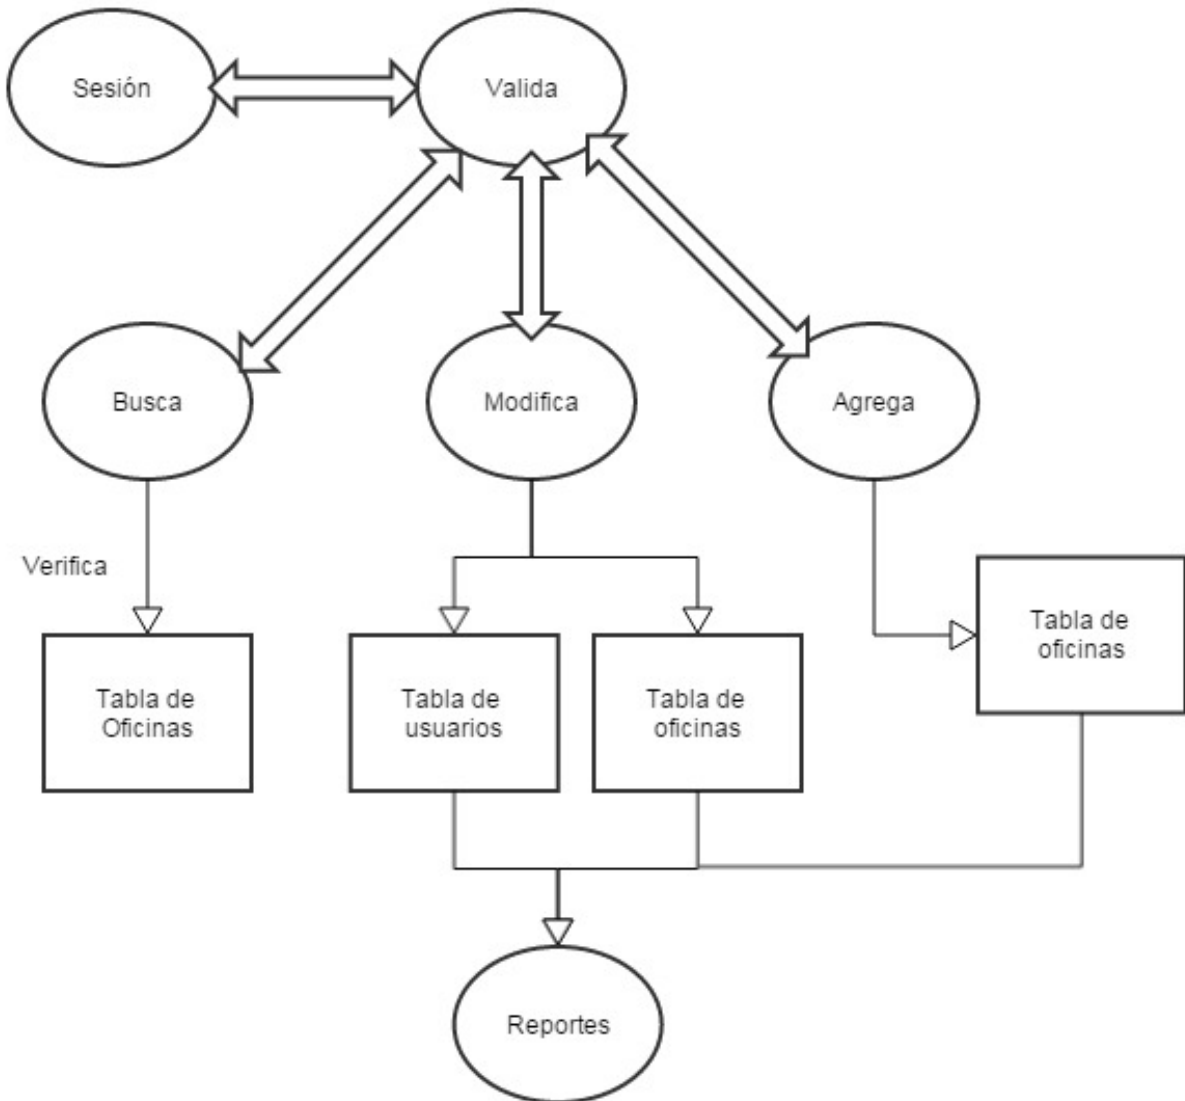 Sesión
Valida
Busca
Modifica
Agrega
Verifica
Tabla de
oficinas
Tabla de
Oficinas
Tabla de
usuarios
Tabla de
oficinas
Reportes